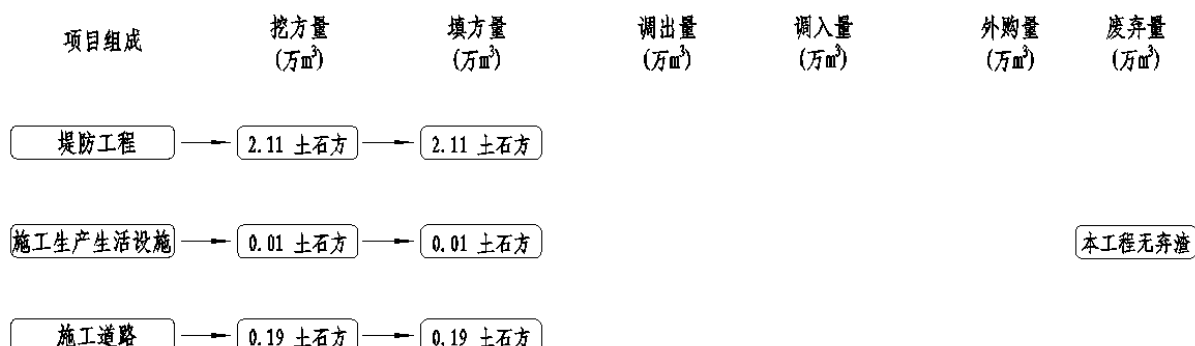 项目组成 挖方量 填方量 调出量 调入量 外购量 废弃量
(万m³) (万m³) (万m³) (万m³) (万m³) (万m³)
堤防工程 2.11 土石方 2.11 土石方
施工生产生活设施 0.01 土石方 0.01 土石方 本工程无弃渣
施工道路 0.19 土石方 0.19 土石方